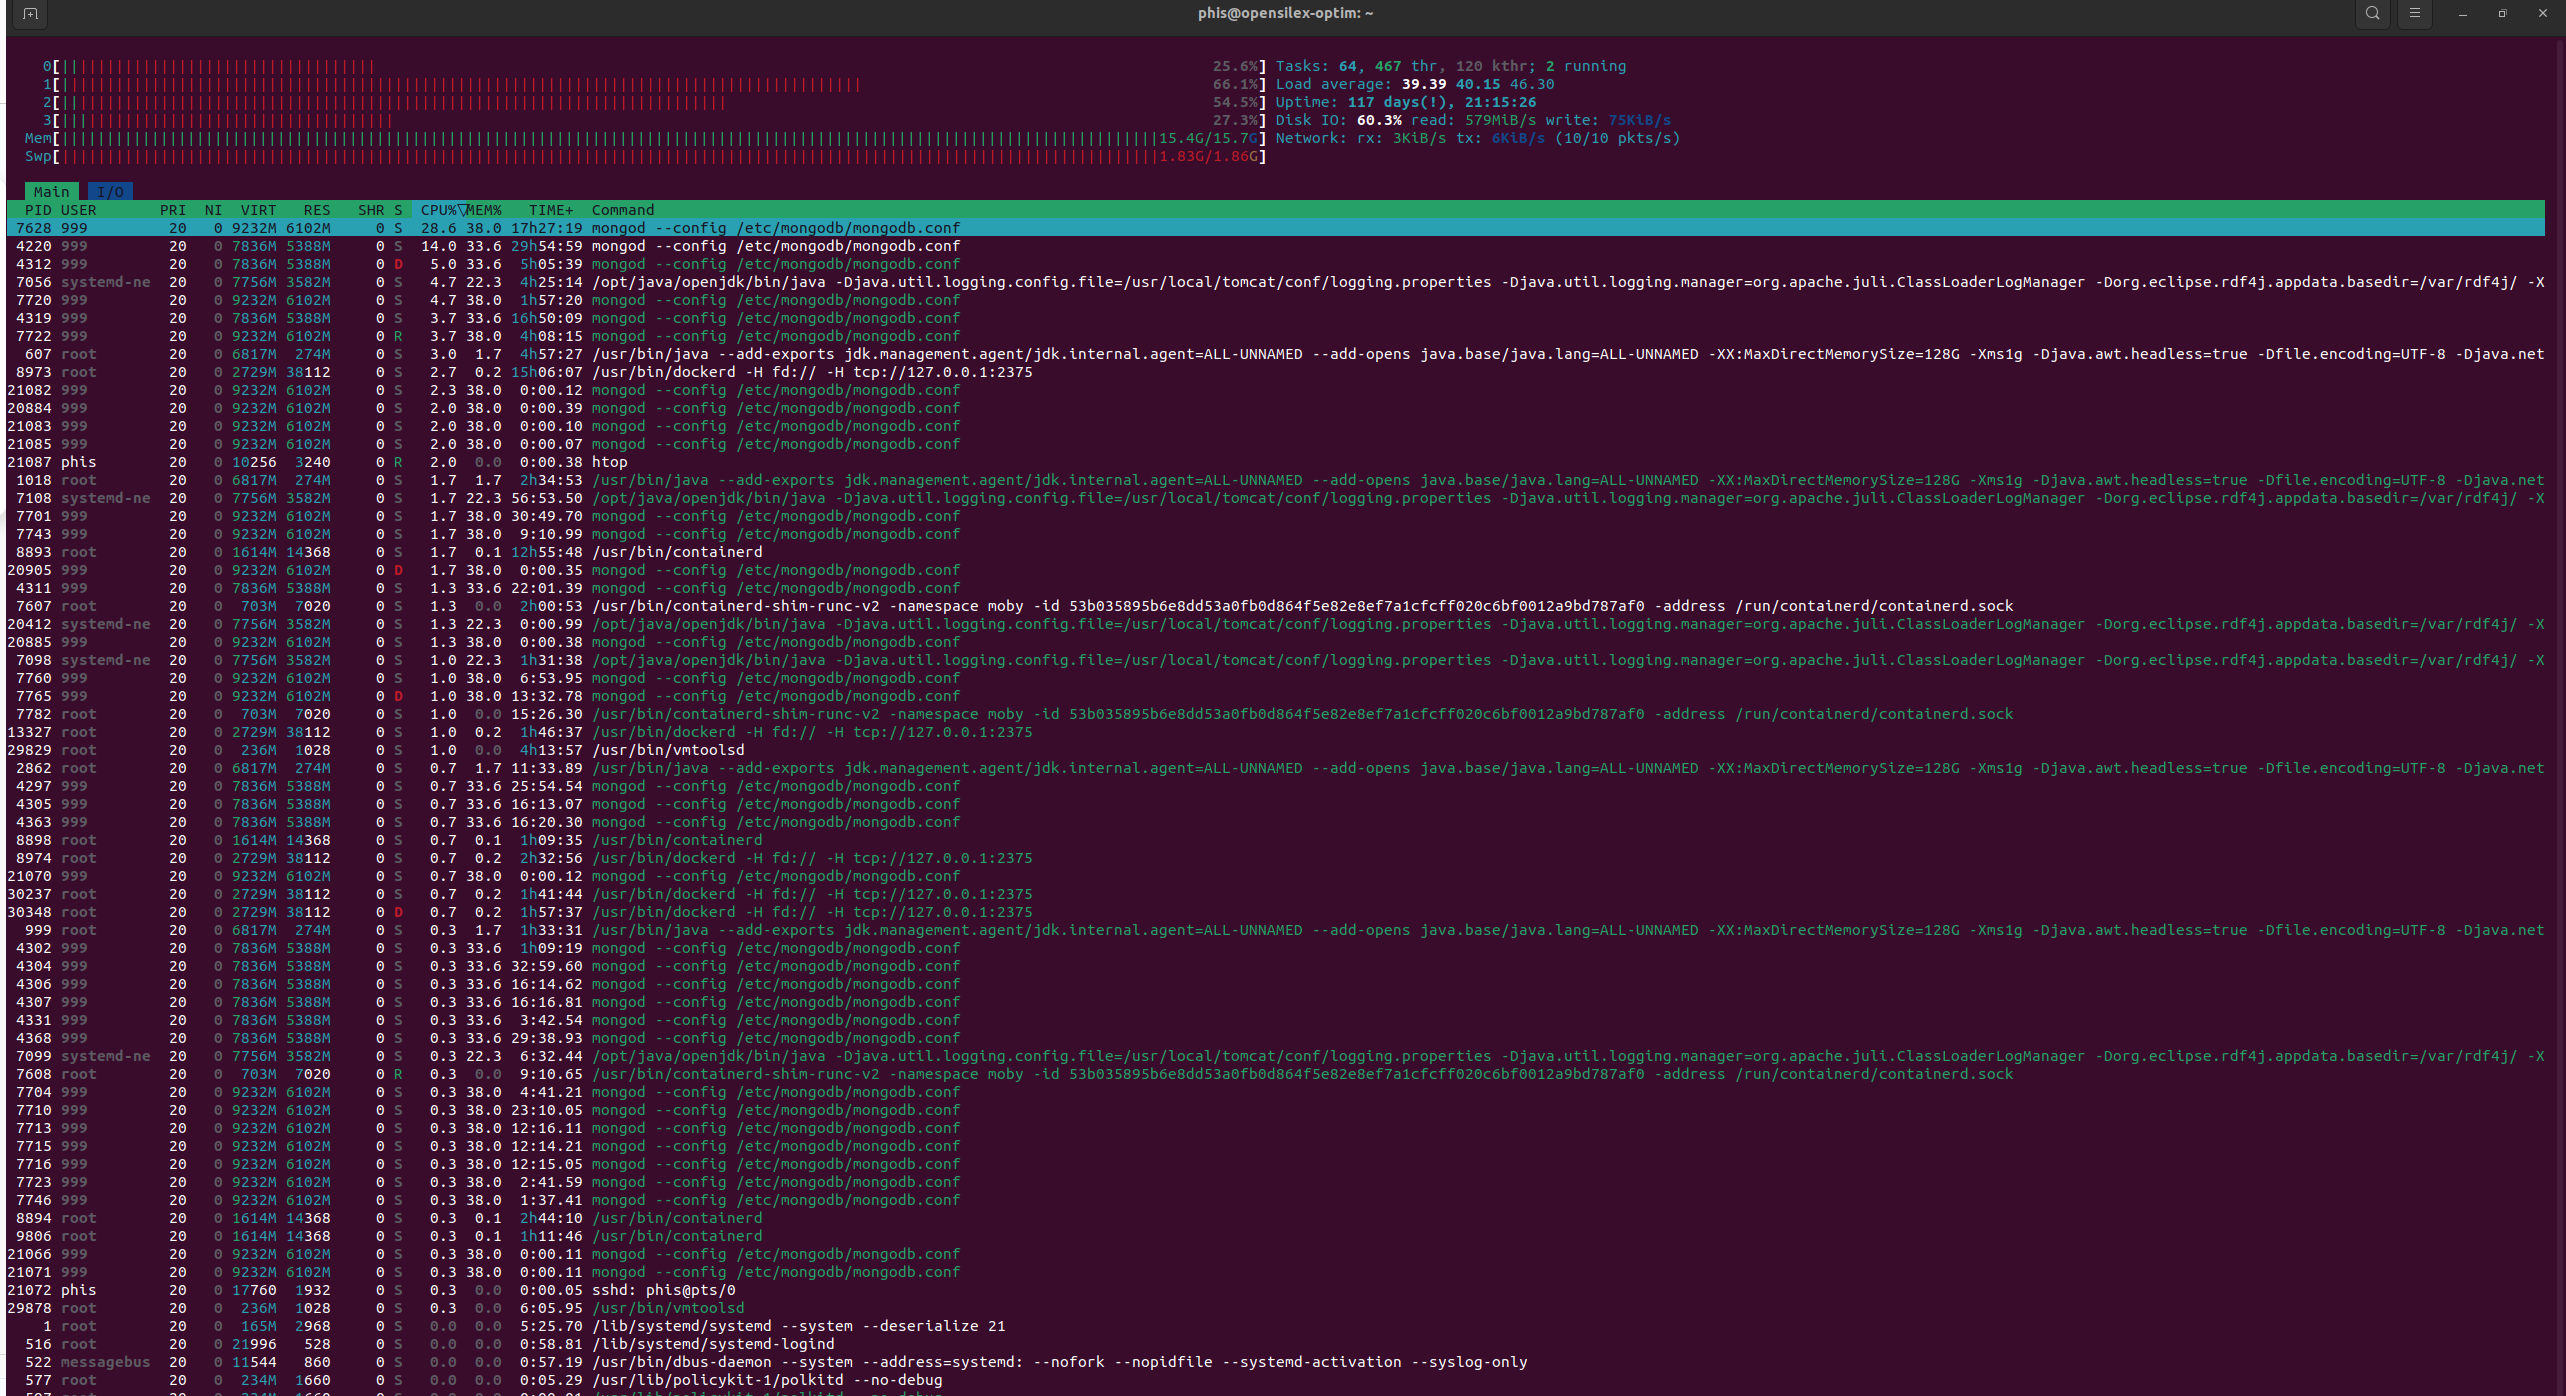 phis@opensilex-optim: ~
0[ 25.6%] Tasks: 64, 467 thr, 120 kthr; 2 running
1[ 66.1%] Load average: 39.39 40.15 46.30
2[ 54.5%] Uptime: 117 days(!), 21:15:26
3[ 27.3%] Disk IO: 60.3% read: 579MiB/s write: 75KiB/s
Mem[ 15.4G/15.7G] Network: rx: 3KiB/s tx: 6KiB/s (10/10 pkts/s)
Swp[ 1.83G/1.86G]
Main I/O
PID USER PRI NI VIRT RES SHR S CPU%▽MEM% TIME+ Command
7628 999 20 0 9232M 6102M 0 S 28.6 38.0 17h27:19 mongod --config /etc/mongodb/mongodb.conf
4220 999 20 0 7836M 5388M 0 S 14.0 33.6 29h54:59 mongod --config /etc/mongodb/mongodb.conf
4312 999 20 0 7836M 5388M 0 D 5.0 33.6 5h05:39 mongod --config /etc/mongodb/mongodb.conf
7056 systemd-ne 20 0 7756M 3582M 0 S 4.7 22.3 4h25:14 /opt/java/openjdk/bin/java -Djava.util.logging.config.file=/usr/local/tomcat/conf/logging.properties -Djava.util.logging.manager=org.apache.juli.ClassLoaderLogManager -Dorg.eclipse.rdf4j.appdata.basedir=/var/rdf4j/ -X
7720 999 20 0 9232M 6102M 0 S 4.7 38.0 1h57:20 mongod --config /etc/mongodb/mongodb.conf
4319 999 20 0 7836M 5388M 0 S 3.7 33.6 16h50:09 mongod --config /etc/mongodb/mongodb.conf
7722 999 20 0 9232M 6102M 0 R 3.7 38.0 4h08:15 mongod --config /etc/mongodb/mongodb.conf
607 root 20 0 6817M 274M 0 S 3.0 1.7 4h57:27 /usr/bin/java --add-exports jdk.management.agent/jdk.internal.agent=ALL-UNNAMED --add-opens java.base/java.lang=ALL-UNNAMED -XX:MaxDirectMemorySize=128G -Xms1g -Djava.awt.headless=true -Dfile.encoding=UTF-8 -Djava.net
8973 root 20 0 2729M 38112 0 S 2.7 0.2 15h06:07 /usr/bin/dockerd -H fd:// -H tcp://127.0.0.1:2375
21082 999 20 0 9232M 6102M 0 S 2.3 38.0 0:00.12 mongod --config /etc/mongodb/mongodb.conf
20884 999 20 0 9232M 6102M 0 S 2.0 38.0 0:00.39 mongod --config /etc/mongodb/mongodb.conf
21083 999 20 0 9232M 6102M 0 S 2.0 38.0 0:00.10 mongod --config /etc/mongodb/mongodb.conf
21085 999 20 0 9232M 6102M 0 S 2.0 38.0 0:00.07 mongod --config /etc/mongodb/mongodb.conf
21087 phis 20 0 10256 3240 0 R 2.0 0.0 0:00.38 htop
1018 root 20 0 6817M 274M 0 S 1.7 1.7 2h34:53 /usr/bin/java --add-exports jdk.management.agent/jdk.internal.agent=ALL-UNNAMED --add-opens java.base/java.lang=ALL-UNNAMED -XX:MaxDirectMemorySize=128G -Xms1g -Djava.awt.headless=true -Dfile.encoding=UTF-8 -Djava.net
7108 systemd-ne 20 0 7756M 3582M 0 S 1.7 22.3 56:53.50 /opt/java/openjdk/bin/java -Djava.util.logging.config.file=/usr/local/tomcat/conf/logging.properties -Djava.util.logging.manager=org.apache.juli.ClassLoaderLogManager -Dorg.eclipse.rdf4j.appdata.basedir=/var/rdf4j/ -X
7701 999 20 0 9232M 6102M 0 S 1.7 38.0 30:49.70 mongod --config /etc/mongodb/mongodb.conf
7743 999 20 0 9232M 6102M 0 S 1.7 38.0 9:10.99 mongod --config /etc/mongodb/mongodb.conf
8893 root 20 0 1614M 14368 0 S 1.7 0.1 12h55:48 /usr/bin/containerd
20905 999 20 0 9232M 6102M 0 D 1.7 38.0 0:00.35 mongod --config /etc/mongodb/mongodb.conf
4311 999 20 0 7836M 5388M 0 S 1.3 33.6 22:01.39 mongod --config /etc/mongodb/mongodb.conf
7607 root 20 0 703M 7020 0 S 1.3 0.0 2h00:53 /usr/bin/containerd-shim-runc-v2 -namespace moby -id 53b035895b6e8dd53a0fb0d864f5e82e8ef7a1cfcff020c6bf0012a9bd787af0 -address /run/containerd/containerd.sock
20412 systemd-ne 20 0 7756M 3582M 0 S 1.3 22.3 0:00.99 /opt/java/openjdk/bin/java -Djava.util.logging.config.file=/usr/local/tomcat/conf/logging.properties -Djava.util.logging.manager=org.apache.juli.ClassLoaderLogManager -Dorg.eclipse.rdf4j.appdata.basedir=/var/rdf4j/ -X
20885 999 20 0 9232M 6102M 0 S 1.3 38.0 0:00.38 mongod --config /etc/mongodb/mongodb.conf
7098 systemd-ne 20 0 7756M 3582M 0 S 1.0 22.3 1h31:38 /opt/java/openjdk/bin/java -Djava.util.logging.config.file=/usr/local/tomcat/conf/logging.properties -Djava.util.logging.manager=org.apache.juli.ClassLoaderLogManager -Dorg.eclipse.rdf4j.appdata.basedir=/var/rdf4j/ -X
7760 999 20 0 9232M 6102M 0 S 1.0 38.0 6:53.95 mongod --config /etc/mongodb/mongodb.conf
7765 999 20 0 9232M 6102M 0 D 1.0 38.0 13:32.78 mongod --config /etc/mongodb/mongodb.conf
7782 root 20 0 703M 7020 0 S 1.0 0.0 15:26.30 /usr/bin/containerd-shim-runc-v2 -namespace moby -id 53b035895b6e8dd53a0fb0d864f5e82e8ef7a1cfcff020c6bf0012a9bd787af0 -address /run/containerd/containerd.sock
13327 root 20 0 2729M 38112 0 S 1.0 0.2 1h46:37 /usr/bin/dockerd -H fd:// -H tcp://127.0.0.1:2375
29829 root 20 0 236M 1028 0 S 1.0 0.0 4h13:57 /usr/bin/vmtoolsd
2862 root 20 0 6817M 274M 0 S 0.7 1.7 11:33.89 /usr/bin/java --add-exports jdk.management.agent/jdk.internal.agent=ALL-UNNAMED --add-opens java.base/java.lang=ALL-UNNAMED -XX:MaxDirectMemorySize=128G -Xms1g -Djava.awt.headless=true -Dfile.encoding=UTF-8 -Djava.net
4297 999 20 0 7836M 5388M 0 S 0.7 33.6 25:54.54 mongod --config /etc/mongodb/mongodb.conf
4305 999 20 0 7836M 5388M 0 S 0.7 33.6 16:13.07 mongod --config /etc/mongodb/mongodb.conf
4363 999 20 0 7836M 5388M 0 S 0.7 33.6 16:20.30 mongod --config /etc/mongodb/mongodb.conf
8898 root 20 0 1614M 14368 0 S 0.7 0.1 1h09:35 /usr/bin/containerd
8974 root 20 0 2729M 38112 0 S 0.7 0.2 2h32:56 /usr/bin/dockerd -H fd:// -H tcp://127.0.0.1:2375
21070 999 20 0 9232M 6102M 0 S 0.7 38.0 0:00.12 mongod --config /etc/mongodb/mongodb.conf
30237 root 20 0 2729M 38112 0 S 0.7 0.2 1h41:44 /usr/bin/dockerd -H fd:// -H tcp://127.0.0.1:2375
30348 root 20 0 2729M 38112 0 D 0.7 0.2 1h57:37 /usr/bin/dockerd -H fd:// -H tcp://127.0.0.1:2375
999 root 20 0 6817M 274M 0 S 0.3 1.7 1h33:31 /usr/bin/java --add-exports jdk.management.agent/jdk.internal.agent=ALL-UNNAMED --add-opens java.base/java.lang=ALL-UNNAMED -XX:MaxDirectMemorySize=128G -Xms1g -Djava.awt.headless=true -Dfile.encoding=UTF-8 -Djava.net
4302 999 20 0 7836M 5388M 0 S 0.3 33.6 1h09:19 mongod --config /etc/mongodb/mongodb.conf
4304 999 20 0 7836M 5388M 0 S 0.3 33.6 32:59.60 mongod --config /etc/mongodb/mongodb.conf
4306 999 20 0 7836M 5388M 0 S 0.3 33.6 16:14.62 mongod --config /etc/mongodb/mongodb.conf
4307 999 20 0 7836M 5388M 0 S 0.3 33.6 16:16.81 mongod --config /etc/mongodb/mongodb.conf
4331 999 20 0 7836M 5388M 0 S 0.3 33.6 3:42.54 mongod --config /etc/mongodb/mongodb.conf
4368 999 20 0 7836M 5388M 0 S 0.3 33.6 29:38.93 mongod --config /etc/mongodb/mongodb.conf
7099 systemd-ne 20 0 7756M 3582M 0 S 0.3 22.3 6:32.44 /opt/java/openjdk/bin/java -Djava.util.logging.config.file=/usr/local/tomcat/conf/logging.properties -Djava.util.logging.manager=org.apache.juli.ClassLoaderLogManager -Dorg.eclipse.rdf4j.appdata.basedir=/var/rdf4j/ -X
7608 root 20 0 703M 7020 0 R 0.3 0.0 9:10.65 /usr/bin/containerd-shim-runc-v2 -namespace moby -id 53b035895b6e8dd53a0fb0d864f5e82e8ef7a1cfcff020c6bf0012a9bd787af0 -address /run/containerd/containerd.sock
7704 999 20 0 9232M 6102M 0 S 0.3 38.0 4:41.21 mongod --config /etc/mongodb/mongodb.conf
7710 999 20 0 9232M 6102M 0 S 0.3 38.0 23:10.05 mongod --config /etc/mongodb/mongodb.conf
7713 999 20 0 9232M 6102M 0 S 0.3 38.0 12:16.11 mongod --config /etc/mongodb/mongodb.conf
7715 999 20 0 9232M 6102M 0 S 0.3 38.0 12:14.21 mongod --config /etc/mongodb/mongodb.conf
7716 999 20 0 9232M 6102M 0 S 0.3 38.0 12:15.05 mongod --config /etc/mongodb/mongodb.conf
7723 999 20 0 9232M 6102M 0 S 0.3 38.0 2:41.59 mongod --config /etc/mongodb/mongodb.conf
7746 999 20 0 9232M 6102M 0 S 0.3 38.0 1:37.41 mongod --config /etc/mongodb/mongodb.conf
8894 root 20 0 1614M 14368 0 S 0.3 0.1 2h44:10 /usr/bin/containerd
9806 root 20 0 1614M 14368 0 S 0.3 0.1 1h11:46 /usr/bin/containerd
21066 999 20 0 9232M 6102M 0 S 0.3 38.0 0:00.11 mongod --config /etc/mongodb/mongodb.conf
21071 999 20 0 9232M 6102M 0 S 0.3 38.0 0:00.11 mongod --config /etc/mongodb/mongodb.conf
21072 phis 20 0 17760 1932 0 S 0.3 0.0 0:00.05 sshd: phis@pts/0
29878 root 20 0 236M 1028 0 S 0.3 0.0 6:05.95 /usr/bin/vmtoolsd
1 root 20 0 165M 2968 0 S 0.0 0.0 5:25.70 /lib/systemd/systemd --system --deserialize 21
516 root 20 0 21996 528 0 S 0.0 0.0 0:58.81 /lib/systemd/systemd-logind
522 messagebus 20 0 11544 860 0 S 0.0 0.0 0:57.19 /usr/bin/dbus-daemon --system --address=systemd: --nofork --nopidfile --systemd-activation --syslog-only
577 root 20 0 234M 1660 0 S 0.0 0.0 0:05.29 /usr/lib/policykit-1/polkitd --no-debug